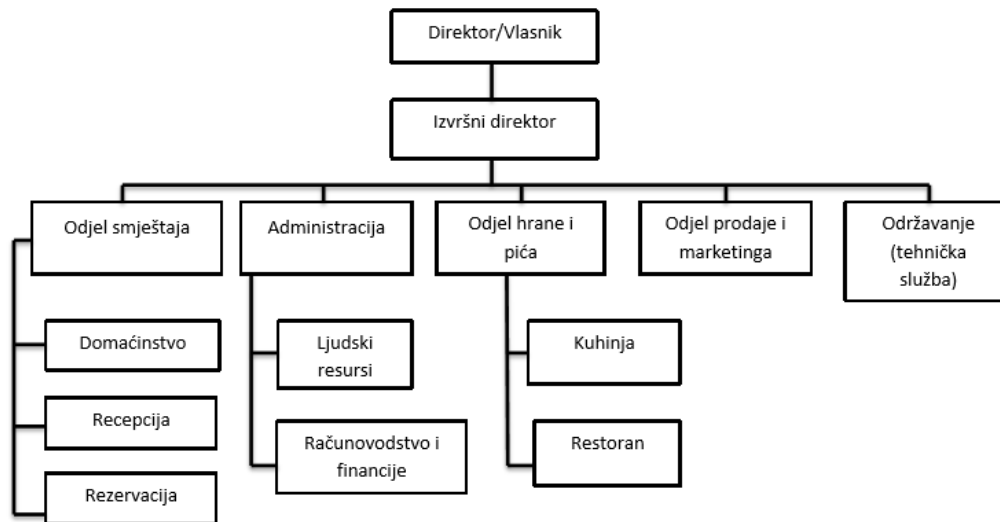 Direktor/Vlasnik
Izvršni direktor
Odjel smještaja
Administracija
Odjel hrane i
pića
Odjel prodaje i
marketinga
Održavanje
(tehnička
služba)
Domaćinstvo
Ljudski
resursi
Kuhinja
Recepcija
Računovodstvo i
financije
Restoran
Rezervacija